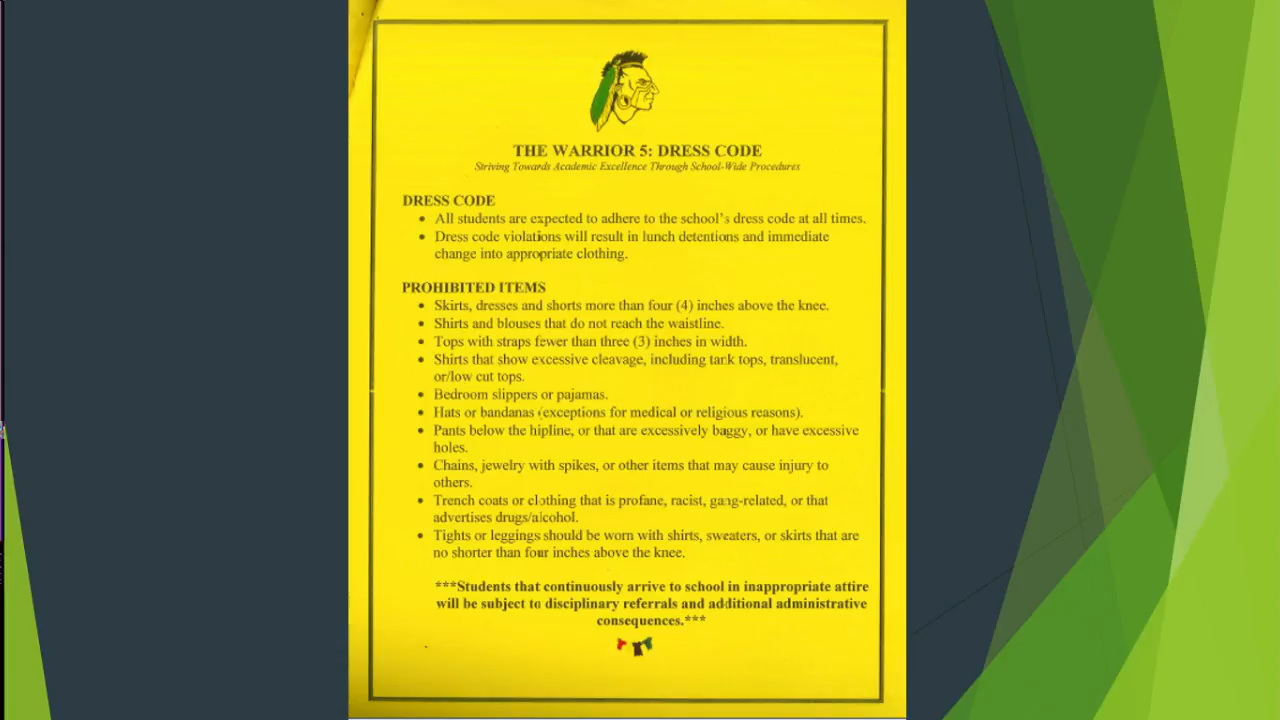 THE WARRIOR 5: DRESS CODE
Striving Towards Academic Excellence Through School-Wide Procedures
DRESS CODE
• All students are expected to adhere to the school's dress code at all times.
• Dress code violations will result in lunch detentions and immediate
change into appropriate clothing.
PROHIBITED ITEMS
• Skirts, dresses and shorts more than four (4) inches above the knee.
• Shirts and blouses that do not reach the waistline.
• Tops with straps fewer than three (3) inches in width.
• Shirts that show excessive cleavage, including tank tops, translucent,
or/low cut tops.
• Bedroom slippers or pajamas.
• Hats or bandanas (exceptions for medical or religious reasons).
• Pants below the hipline, or that are excessively baggy, or have excessive
holes.
• Chains, jewelry with spikes, or other items that may cause injury to
others.
• Trench coats or clothing that is profane, racist, gang-related, or that
advertises drugs/alcohol.
• Tights or leggings should be worn with shirts, sweaters, or skirts that are
no shorter than four inches above the knee.
***Students that continuously arrive to school in inappropriate attire
will be subject to disciplinary referrals and additional administrative
consequences.***